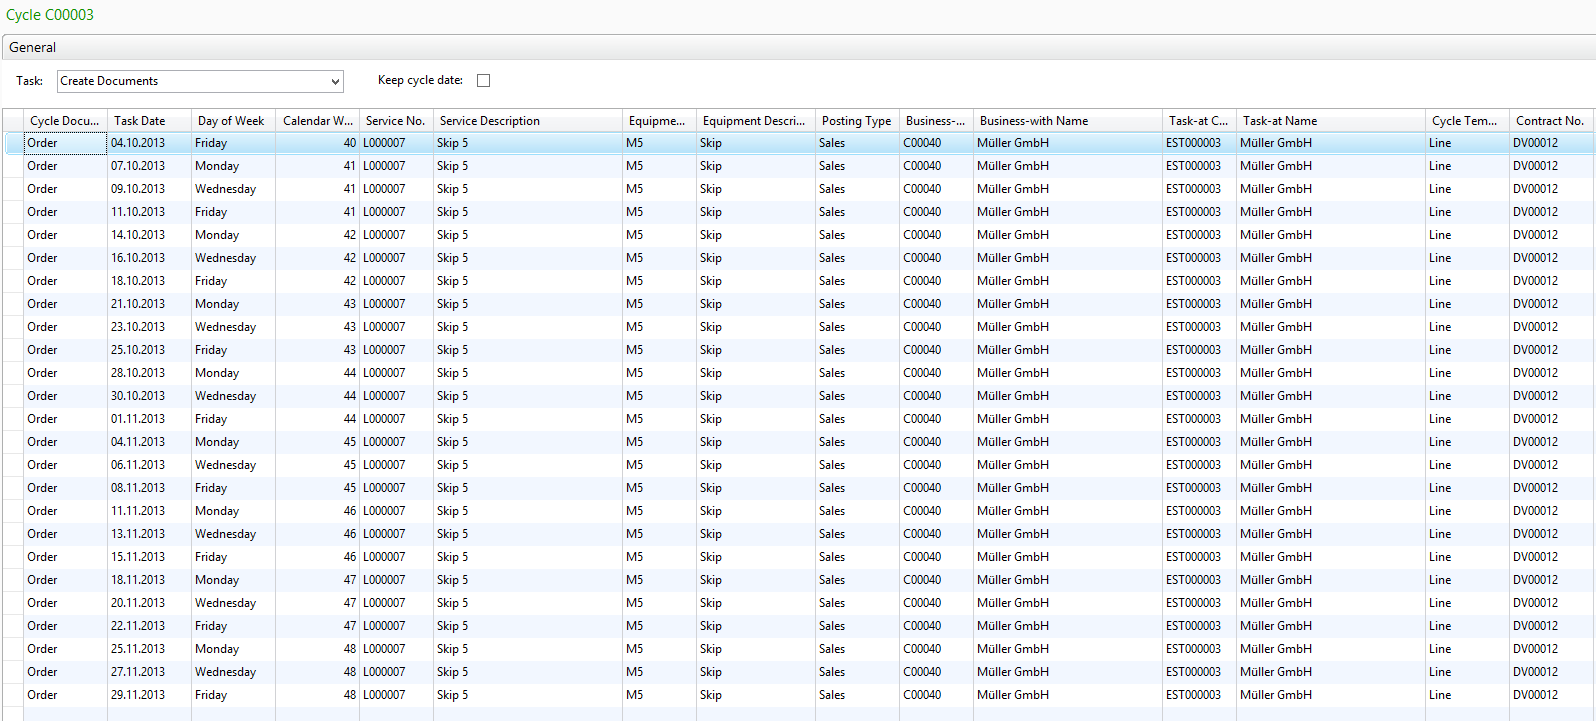 Cycle C00003
General
Task: Create Documents Keep cycle date:
Cycle Docu... Task Date Day of Week Calendar W... Service No. Service Description Equipme... Equipment Descri... Posting Type Business-... Business-with Name Task-at C... Task-at Name Cycle Tem... Contract No.
Order 04.10.2013 Friday 40 L000007 Skip 5 M5 Skip Sales C00040 Müller GmbH EST000003 Müller GmbH Line DV00012
Order 07.10.2013 Monday 41 L000007 Skip 5 M5 Skip Sales C00040 Müller GmbH EST000003 Müller GmbH Line DV00012
Order 09.10.2013 Wednesday 41 L000007 Skip 5 M5 Skip Sales C00040 Müller GmbH EST000003 Müller GmbH Line DV00012
Order 11.10.2013 Friday 41 L000007 Skip 5 M5 Skip Sales C00040 Müller GmbH EST000003 Müller GmbH Line DV00012
Order 14.10.2013 Monday 42 L000007 Skip 5 M5 Skip Sales C00040 Müller GmbH EST000003 Müller GmbH Line DV00012
Order 16.10.2013 Wednesday 42 L000007 Skip 5 M5 Skip Sales C00040 Müller GmbH EST000003 Müller GmbH Line DV00012
Order 18.10.2013 Friday 42 L000007 Skip 5 M5 Skip Sales C00040 Müller GmbH EST000003 Müller GmbH Line DV00012
Order 21.10.2013 Monday 43 L000007 Skip 5 M5 Skip Sales C00040 Müller GmbH EST000003 Müller GmbH Line DV00012
Order 23.10.2013 Wednesday 43 L000007 Skip 5 M5 Skip Sales C00040 Müller GmbH EST000003 Müller GmbH Line DV00012
Order 25.10.2013 Friday 43 L000007 Skip 5 M5 Skip Sales C00040 Müller GmbH EST000003 Müller GmbH Line DV00012
Order 28.10.2013 Monday 44 L000007 Skip 5 M5 Skip Sales C00040 Müller GmbH EST000003 Müller GmbH Line DV00012
Order 30.10.2013 Wednesday 44 L000007 Skip 5 M5 Skip Sales C00040 Müller GmbH EST000003 Müller GmbH Line DV00012
Order 01.11.2013 Friday 44 L000007 Skip 5 M5 Skip Sales C00040 Müller GmbH EST000003 Müller GmbH Line DV00012
Order 04.11.2013 Monday 45 L000007 Skip 5 M5 Skip Sales C00040 Müller GmbH EST000003 Müller GmbH Line DV00012
Order 06.11.2013 Wednesday 45 L000007 Skip 5 M5 Skip Sales C00040 Müller GmbH EST000003 Müller GmbH Line DV00012
Order 08.11.2013 Friday 45 L000007 Skip 5 M5 Skip Sales C00040 Müller GmbH EST000003 Müller GmbH Line DV00012
Order 11.11.2013 Monday 46 L000007 Skip 5 M5 Skip Sales C00040 Müller GmbH EST000003 Müller GmbH Line DV00012
Order 13.11.2013 Wednesday 46 L000007 Skip 5 M5 Skip Sales C00040 Müller GmbH EST000003 Müller GmbH Line DV00012
Order 15.11.2013 Friday 46 L000007 Skip 5 M5 Skip Sales C00040 Müller GmbH EST000003 Müller GmbH Line DV00012
Order 18.11.2013 Monday 47 L000007 Skip 5 M5 Skip Sales C00040 Müller GmbH EST000003 Müller GmbH Line DV00012
Order 20.11.2013 Wednesday 47 L000007 Skip 5 M5 Skip Sales C00040 Müller GmbH EST000003 Müller GmbH Line DV00012
Order 22.11.2013 Friday 47 L000007 Skip 5 M5 Skip Sales C00040 Müller GmbH EST000003 Müller GmbH Line DV00012
Order 25.11.2013 Monday 48 L000007 Skip 5 M5 Skip Sales C00040 Müller GmbH EST000003 Müller GmbH Line DV00012
Order 27.11.2013 Wednesday 48 L000007 Skip 5 M5 Skip Sales C00040 Müller GmbH EST000003 Müller GmbH Line DV00012
Order 29.11.2013 Friday 48 L000007 Skip 5 M5 Skip Sales C00040 Müller GmbH EST000003 Müller GmbH Line DV00012